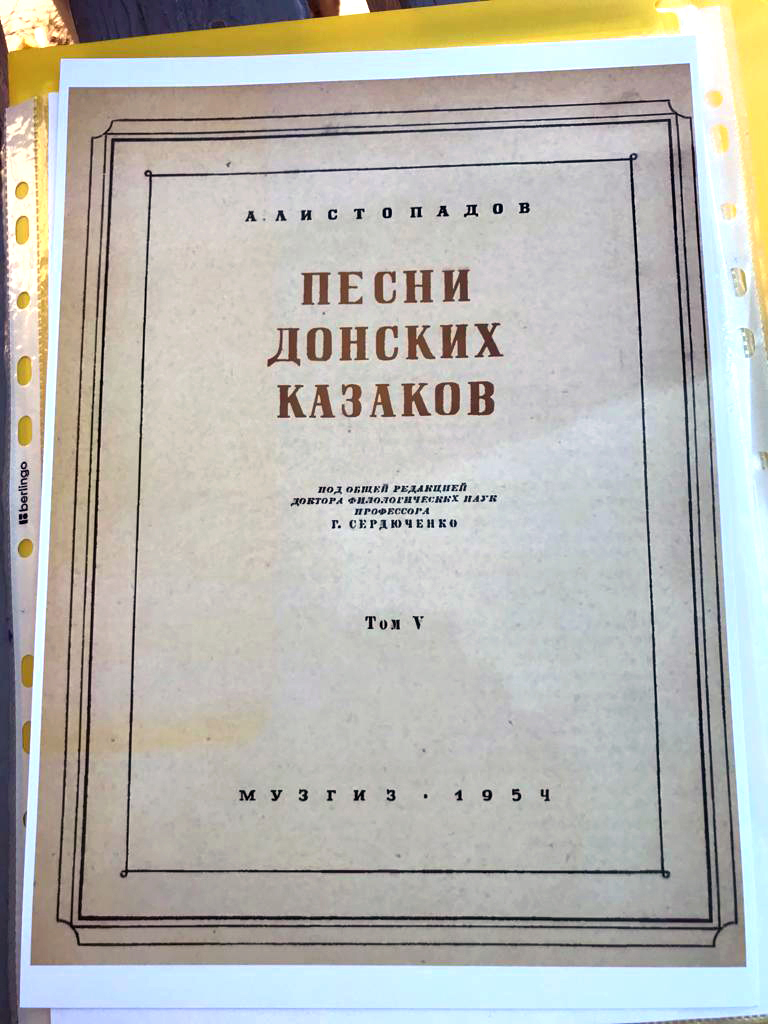 А. ЛИСТОПАДОВ
ПЕСНИ
ДОНСКИХ
КАЗАКОВ
ПОД ОБЩЕЙ РЕДАКЦИЕЙ
ДОКТОРА ФИЛОЛОГИЧЕСКИХ НАУК
ПРОФЕССОРА
Г. СЕРДЮЧЕНКО
Том V
МУЗГИЗ · 1954
berlingo